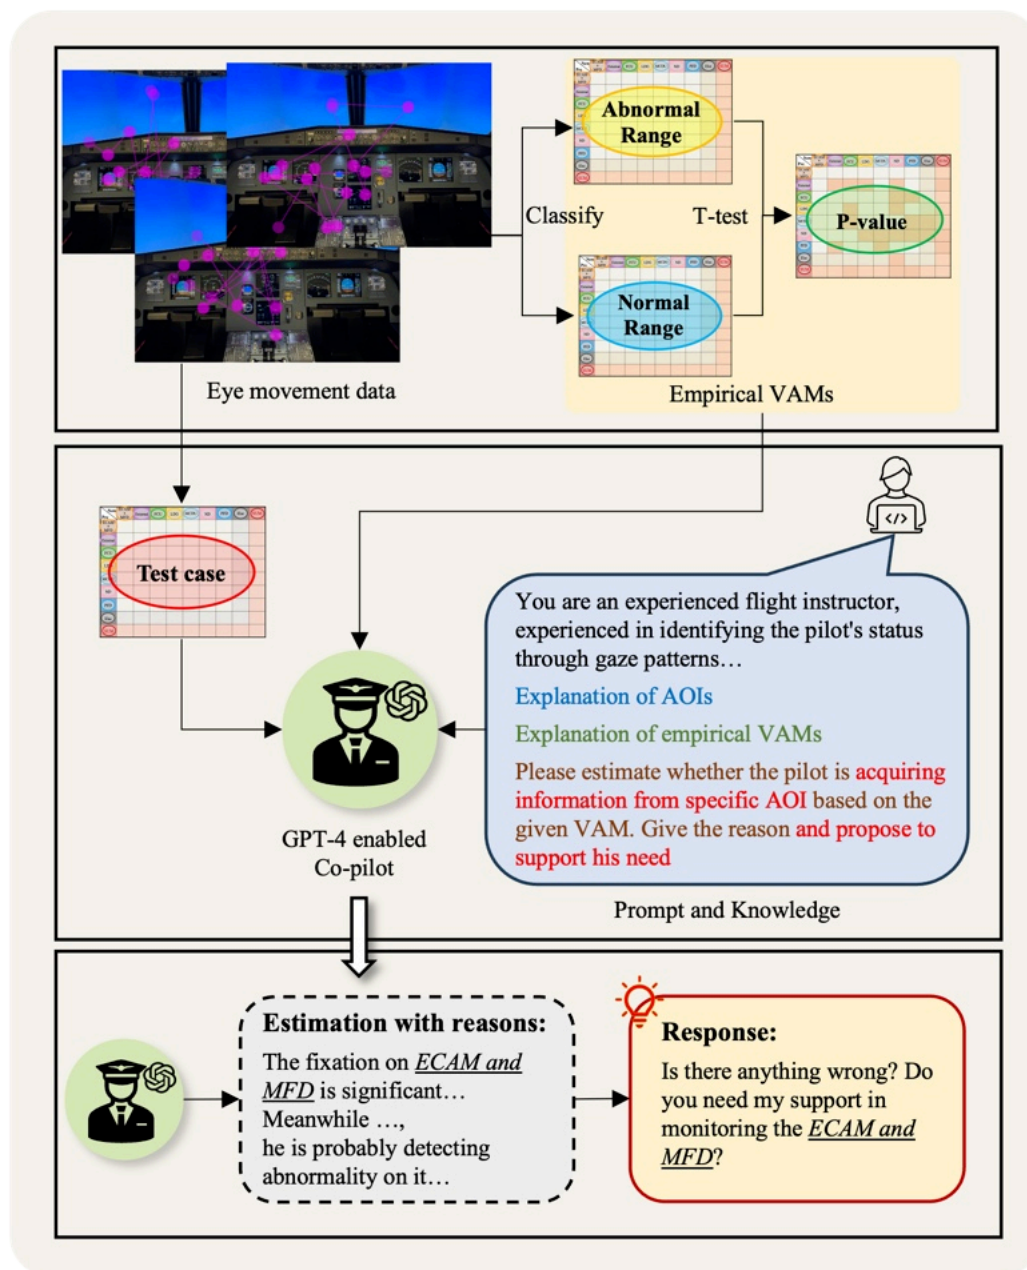 Abnormal
Range
Classify
T-test
P-value
Normal
Range
Eye movement data
Empirical VAMs
Test case
</>
You are an experienced flight instructor,
experienced in identifying the pilot's status
through gaze patterns…
Explanation of AOIs
Explanation of empirical VAMs
Please estimate whether the pilot is acquiring
information from specific AOI based on the
given VAM. Give the reason and propose to
support his need
GPT-4 enabled
Co-pilot
Prompt and Knowledge
Estimation with reasons:
The fixation on ECAM and
MFD is significant…
Meanwhile …,
he is probably detecting
abnormality on it…
Response:
Is there anything wrong? Do
you need my support in
monitoring the ECAM and
MFD?